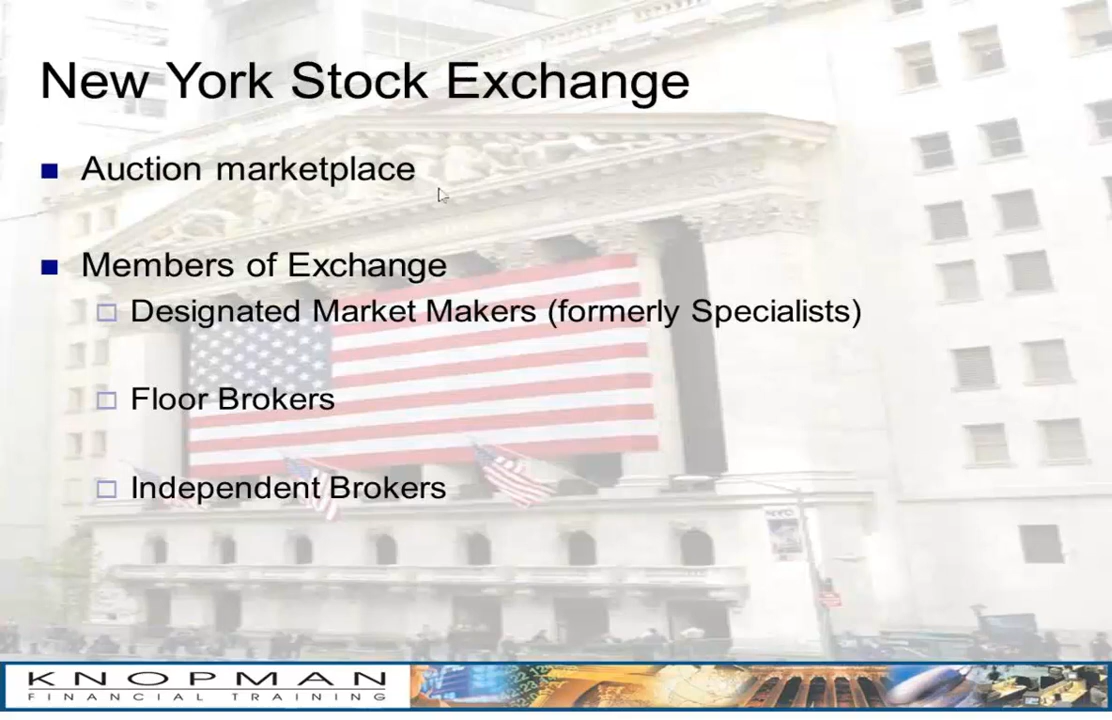 New York Stock Exchange
Auction marketplace
Members of Exchange
Designated Market Makers (formerly Specialists)
Floor Brokers
Independent Brokers
KNOPMAN
FINANCIAL TRAINING